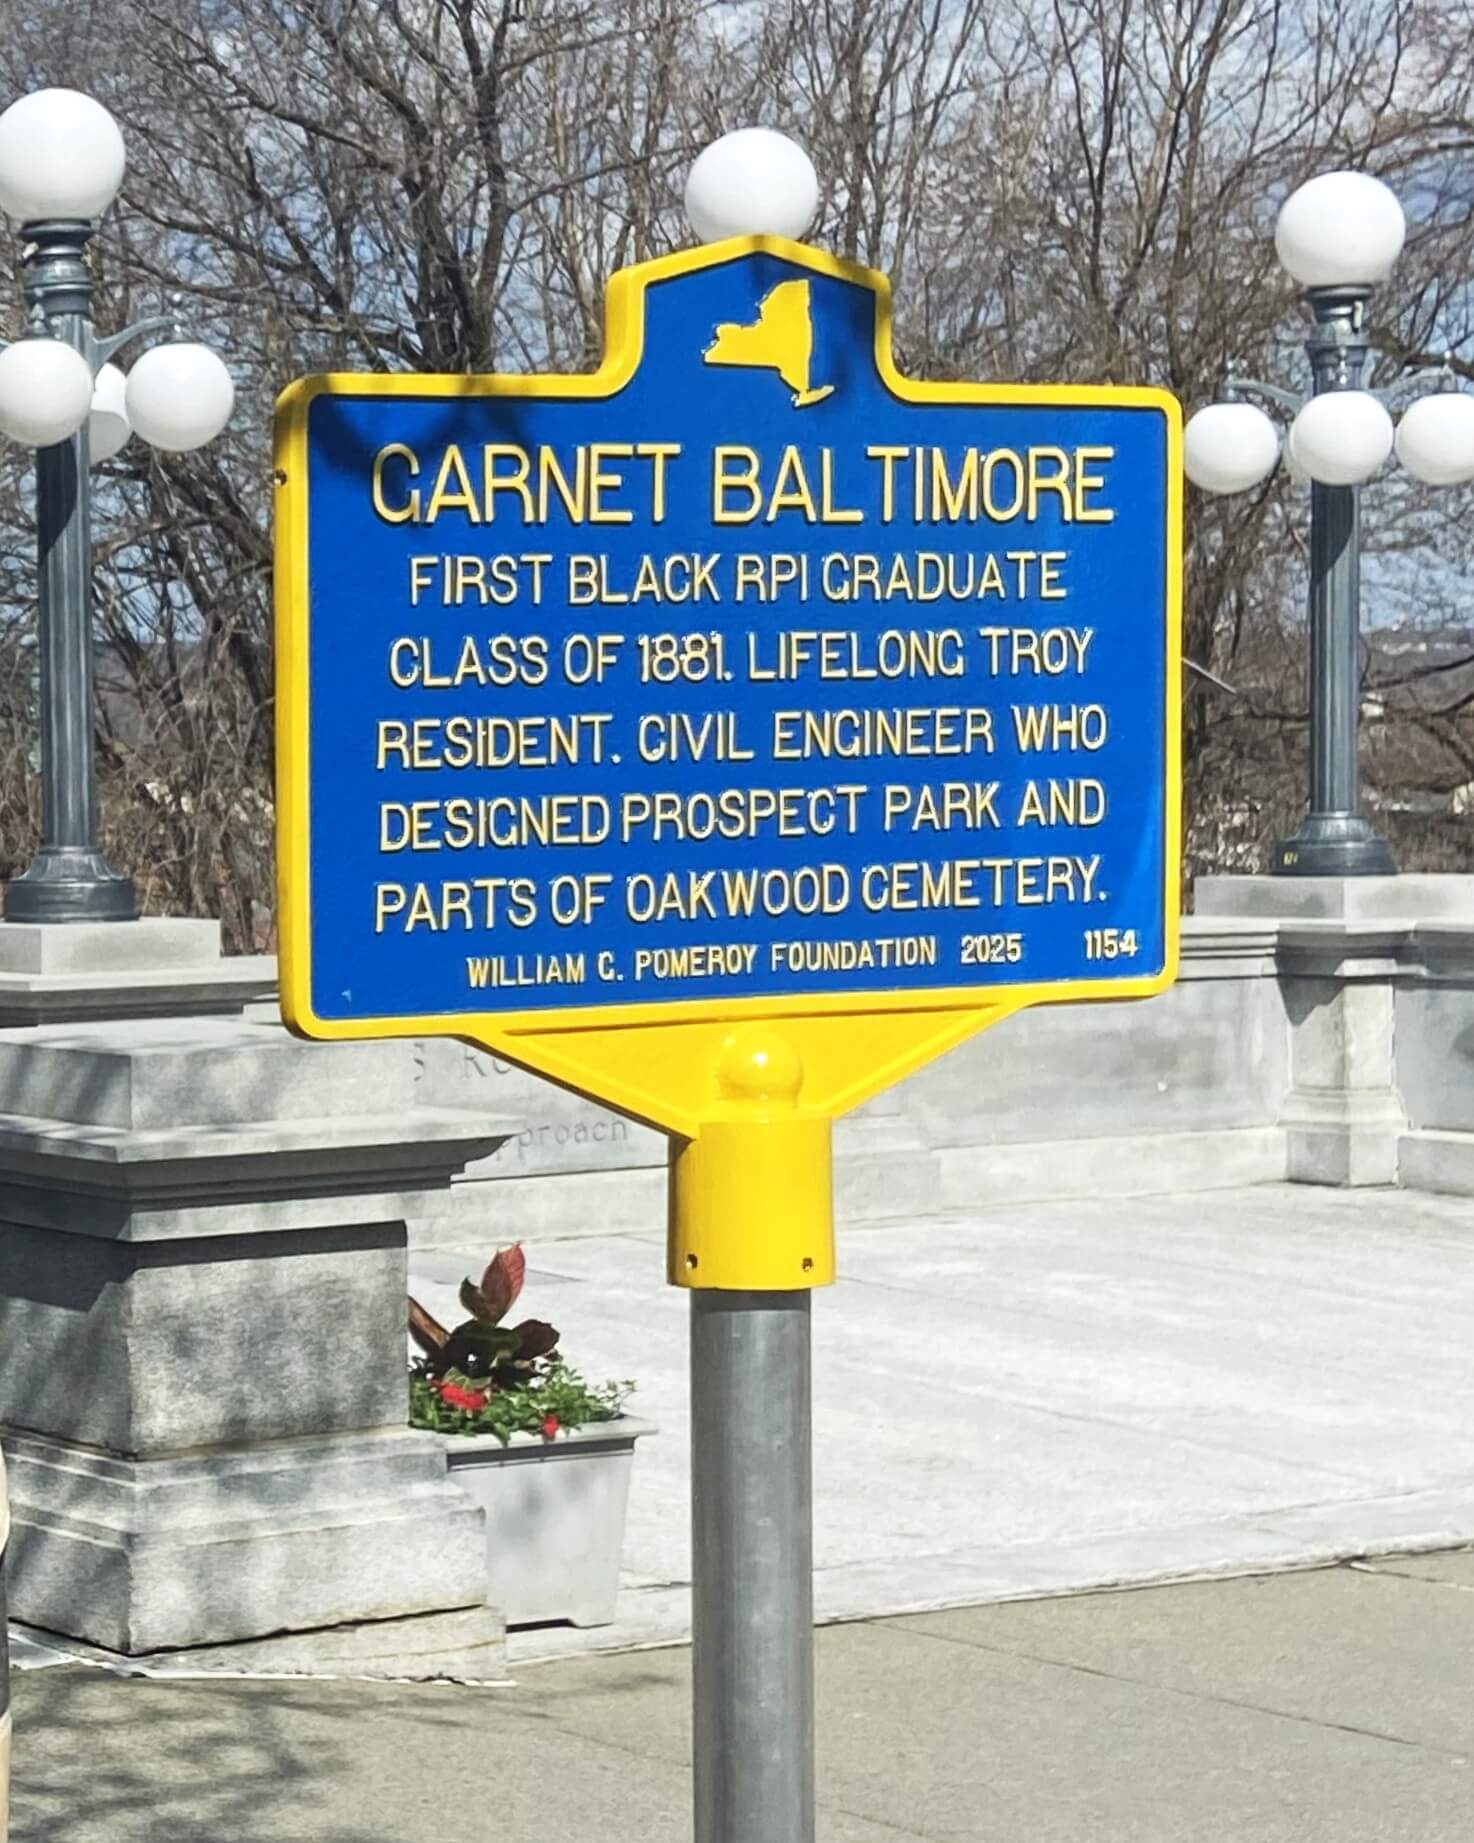 GARNET BALTIMORE
FIRST BLACK RPI GRADUATE
CLASS OF 1881. LIFELONG TROY
RESIDENT. CIVIL ENGINEER WHO
DESIGNED PROSPECT PARK AND
PARTS OF OAKWOOD CEMETERY.
WILLIAM G. POMEROY FOUNDATION 2025 1154